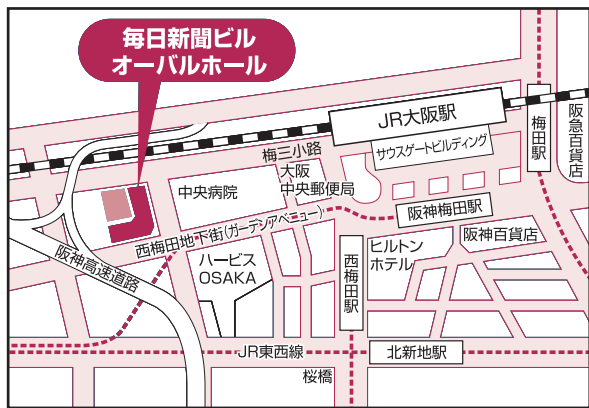 毎日新聞ビル
オーバルホール
JR大阪駅
梅田駅
阪急百貨店
サウスゲートビルディング
梅三小路
大阪
中央郵便局
中央病院
阪神梅田駅
西梅田地下街(ガーデンアベニュー)
阪神百貨店
ヒルトン
ホテル
ハービス
OSAKA
西梅田駅
阪神高速道路
JR東西線
北新地駅
桜橋